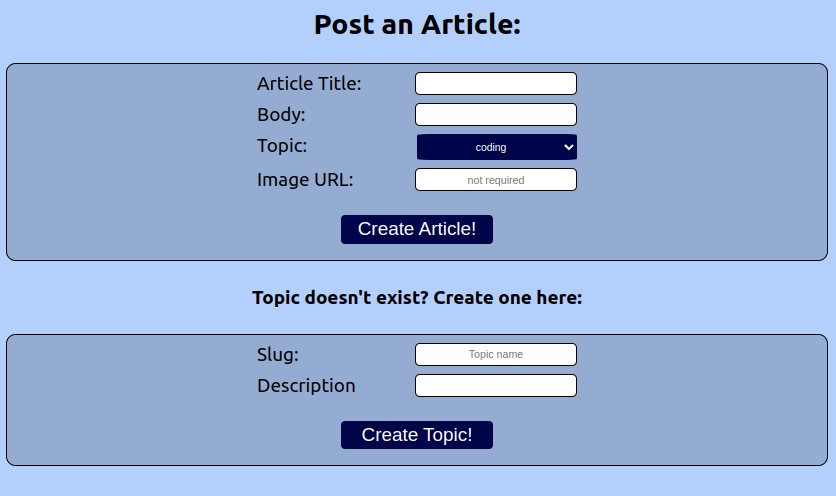 Post an Article:
Article Title:
Body:
Topic: coding
Image URL: not required
Create Article!
Topic doesn't exist? Create one here:
Slug: Topic name
Description
Create Topic!